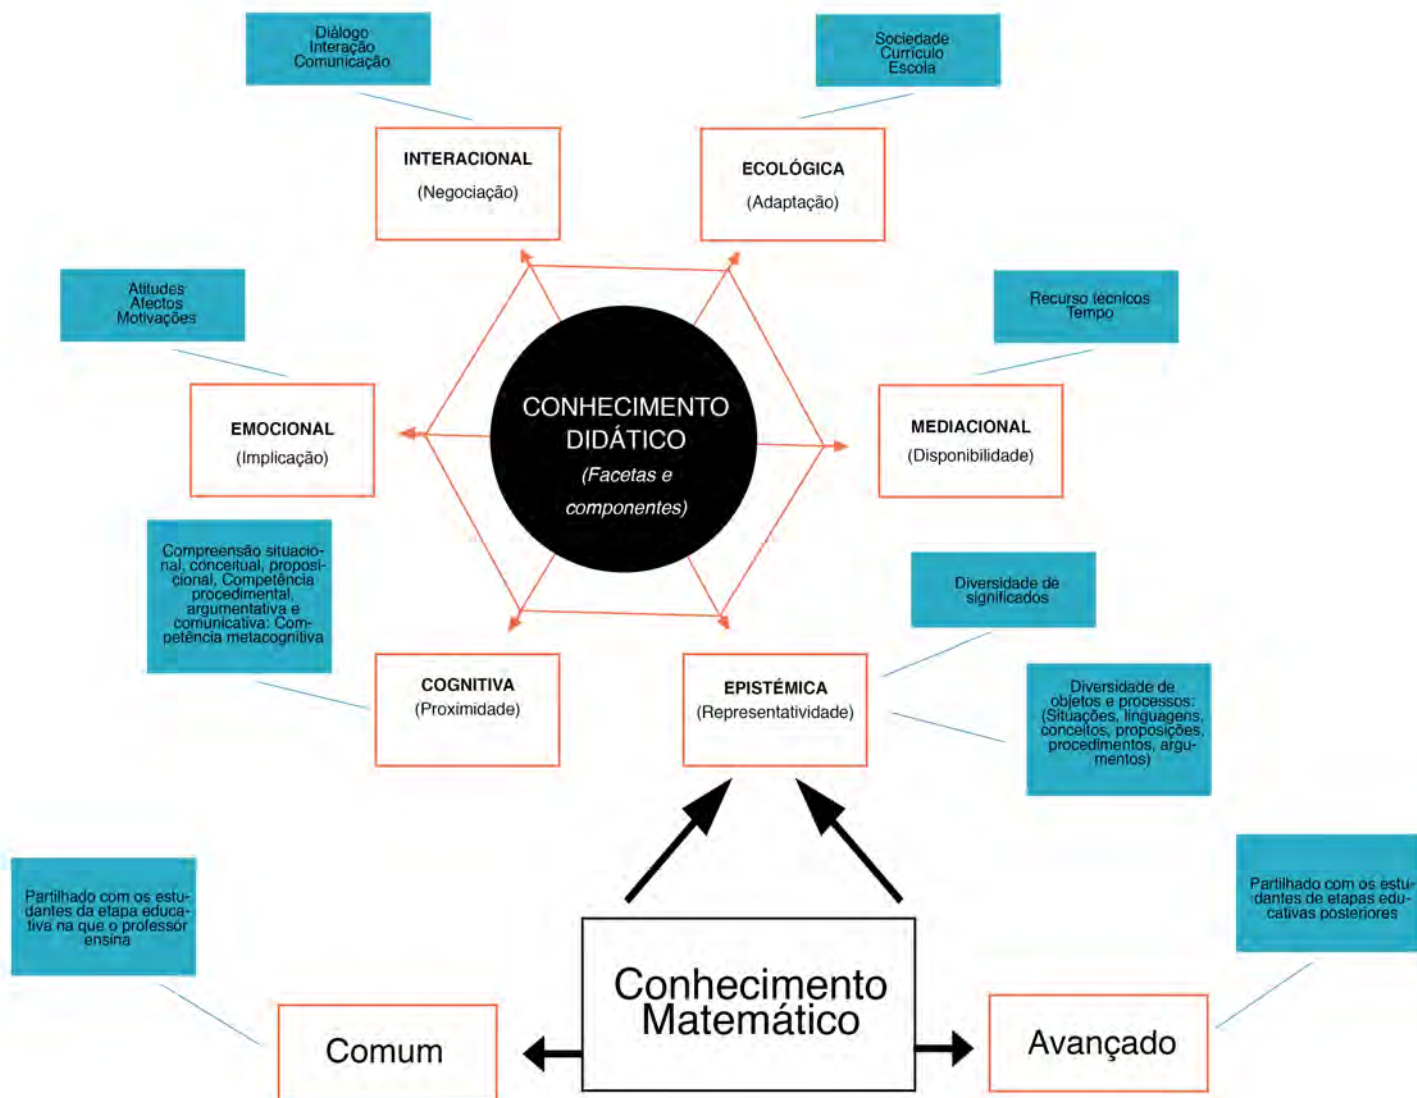 Diálogo
Interação
Comunicação
Sociedade
Currículo
Escola
INTERACIONAL
(Negociação)
ECOLÓGICA
(Adaptação)
Atitudes
Afectos
Motivações
Recurso técnicos
Tempo
EMOCIONAL
(Implicação)
CONHECIMENTO
DIDÁTICO
(Facetas e
componentes)
MEDIACIONAL
(Disponibilidade)
Compreensão situacio-
nal, conceitual, proposi-
cional, Competência
procedimental,
argumentativa e
comunicativa: Com-
petência metacognitiva
Diversidade de
significados
COGNITIVA
(Proximidade)
EPISTÉMICA
(Representatividade)
Diversidade de
objetos e processos:
(Situações, linguagens,
conceitos, proposições,
procedimentos, argu-
mentos)
Partilhado com os estu-
dantes da etapa educa-
tiva na que o professor
ensina
Partilhado com os estu-
dantes de etapas edu-
cativas posteriores
Conhecimento
Matemático
Comum
Avançado